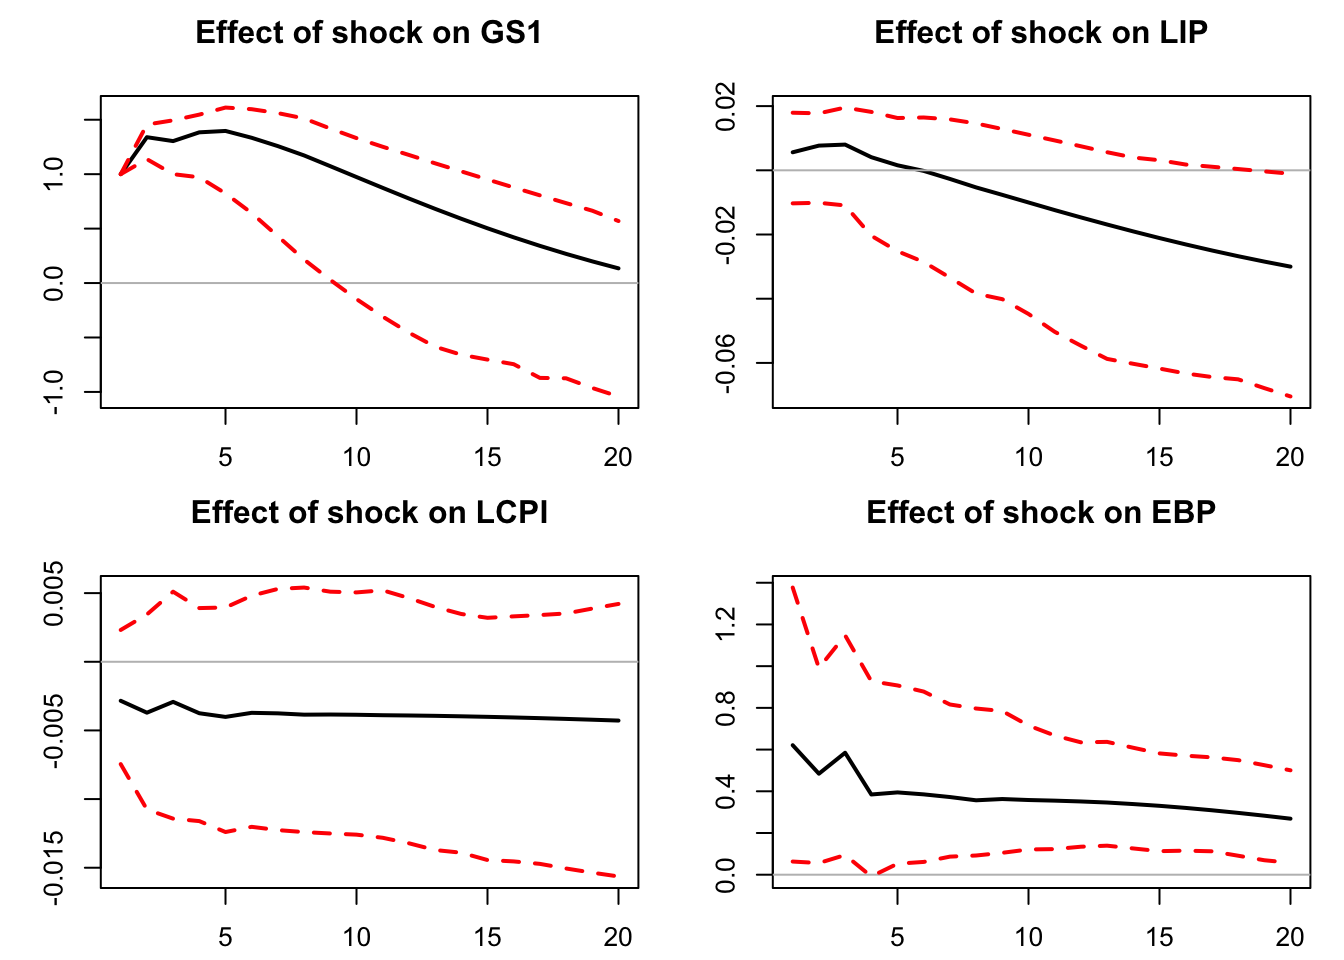 Effect of shock on GS1
1.0
0.0
-1.0
5 10 15 20
Effect of shock on LIP
0.02
-0.02
-0.06
5 10 15 20
Effect of shock on LCPI
0.005
-0.005
-0.015
5 10 15 20
Effect of shock on EBP
1.2
0.8
0.4
0.0
5 10 15 20